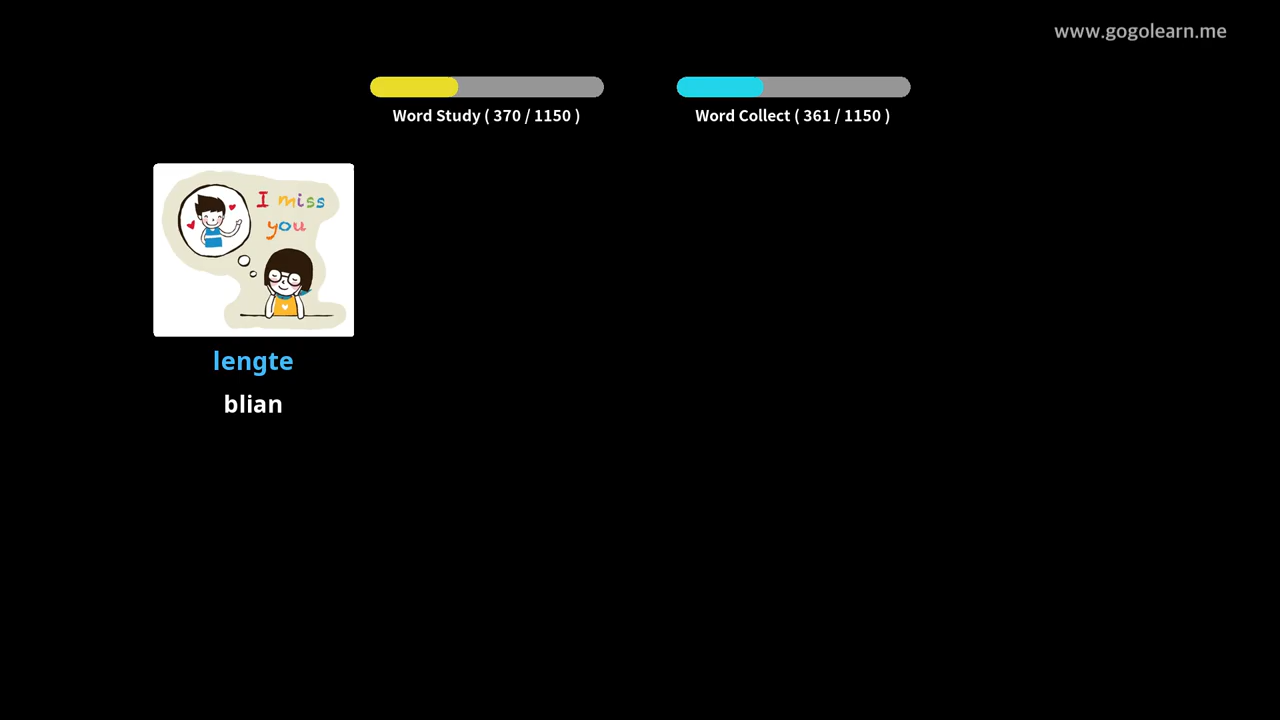 www.gogolearn.me
Word Study ( 370 / 1150 )
Word Collect ( 361 / 1150 )
I miss
you
lengte
blian